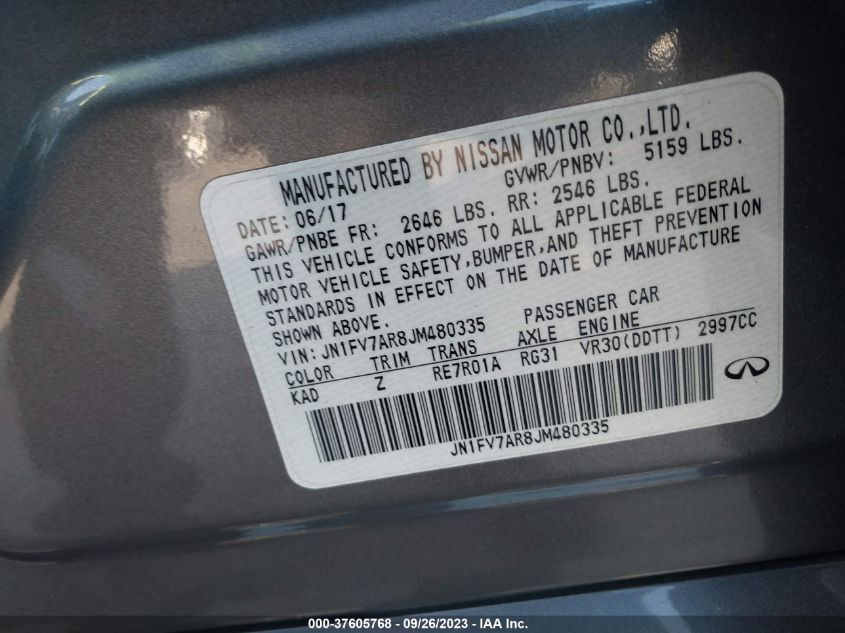 MANUFACTURED BY NISSAN MOTOR CO.,LTD.
DATE: 06/17 GVWR/PNBV: 5159 LBS.
GAWR/PNBE FR: 2646 LBS. RR: 2546 LBS.
THIS VEHICLE CONFORMS TO ALL APPLICABLE FEDERAL
MOTOR VEHICLE SAFETY,BUMPER,AND THEFT PREVENTION
STANDARDS IN EFFECT ON THE DATE OF MANUFACTURE
SHOWN ABOVE.
VIN: JN1FV7AR8JM480335 PASSENGER CAR
COLOR TRIM TRANS AXLE ENGINE
KAD Z RE7R01A RG31 VR30(DDTT) 2997CC
JN1FV7AR8JM480335
000-37605768 - 09/26/2023 - IAAI.com